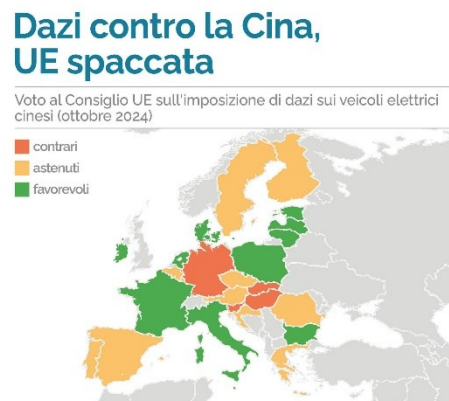 Dazi contro la Cina,
UE spaccata
Voto al Consiglio UE sull'imposizione di dazi sui veicoli elettrici
cinesi (ottobre 2024)
contrari
astenuti
favorevoli